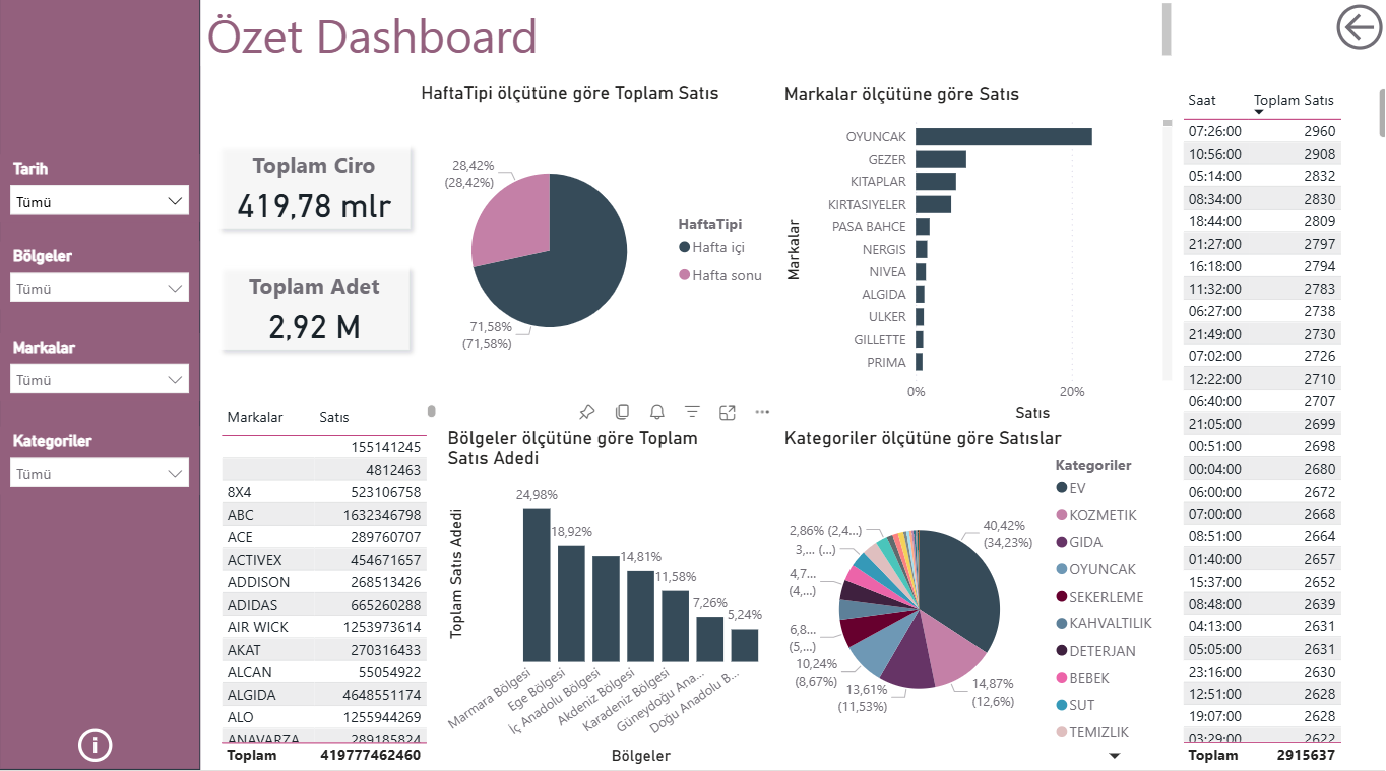 Özet Dashboard
Tarih
Tümü
Bölgeler
Tümü
Markalar
Tümü
Kategoriler
Tümü
Toplam Ciro
419,78 mlr
Toplam Adet
2,92 M
HaftaTipi ölçütüne göre Toplam Satıs
28,42%
(28,42%)
71,58%
(71,58%)
HaftaTipi
Hafta içi
Hafta sonu
Markalar ölçütüne göre Satıs
Markalar
OYUNCAK
GEZER
KITAPLAR
KIRTASIYELER
PASA BAHCE
NERGIS
NIVEA
ALGIDA
ULKER
GILLETTE
PRIMA
0% 20%
Satıs
Markalar Satıs
155141245
4812463
8X4 523106758
ABC 1632346798
ACE 289760707
ACTIVEX 454671657
ADDISON 268513426
ADIDAS 665260288
AIR WICK 1253973614
AKAT 270316433
ALCAN 55054922
ALGIDA 4648551174
ALO 1255944269
ANAVARZA 289185824
Toplam 419777462460
Bölgeler ölçütüne göre Toplam
Satıs Adedi
Toplam Satıs Adedi
24,98%
18,92%
14,81%
11,58%
7,26%
5,24%
Marmara Bölgesi
Ege Bölgesi
İç Anadolu Bölgesi
Akdeniz Bölgesi
Karadeniz Bölgesi
Güneydoğu Ana...
Doğu Anadolu B...
Bölgeler
Kategoriler ölçütüne göre Satıslar
2,86% (2,4...)
3,... (...)
4,7...
(4,...)
6,8...
(5,...)
10,24%
(8,67%)
13,61%
(11,53%)
14,87%
(12,6%)
40,42%
(34,23%)
Kategoriler
EV
KOZMETIK
GIDA
OYUNCAK
SEKERLEME
KAHVALTILIK
DETERJAN
BEBEK
SUT
TEMIZLIK
Saat Toplam Satıs
07:26:00 2960
10:56:00 2908
05:14:00 2832
08:34:00 2830
18:44:00 2809
21:27:00 2797
16:18:00 2794
11:32:00 2783
06:27:00 2738
21:49:00 2730
07:02:00 2726
12:22:00 2710
06:40:00 2707
21:05:00 2699
00:51:00 2698
00:04:00 2680
06:00:00 2672
07:00:00 2668
08:51:00 2664
01:40:00 2657
15:37:00 2652
08:48:00 2639
04:13:00 2631
05:05:00 2631
23:16:00 2630
12:51:00 2628
19:07:00 2628
03:29:00 2622
Toplam 2915637